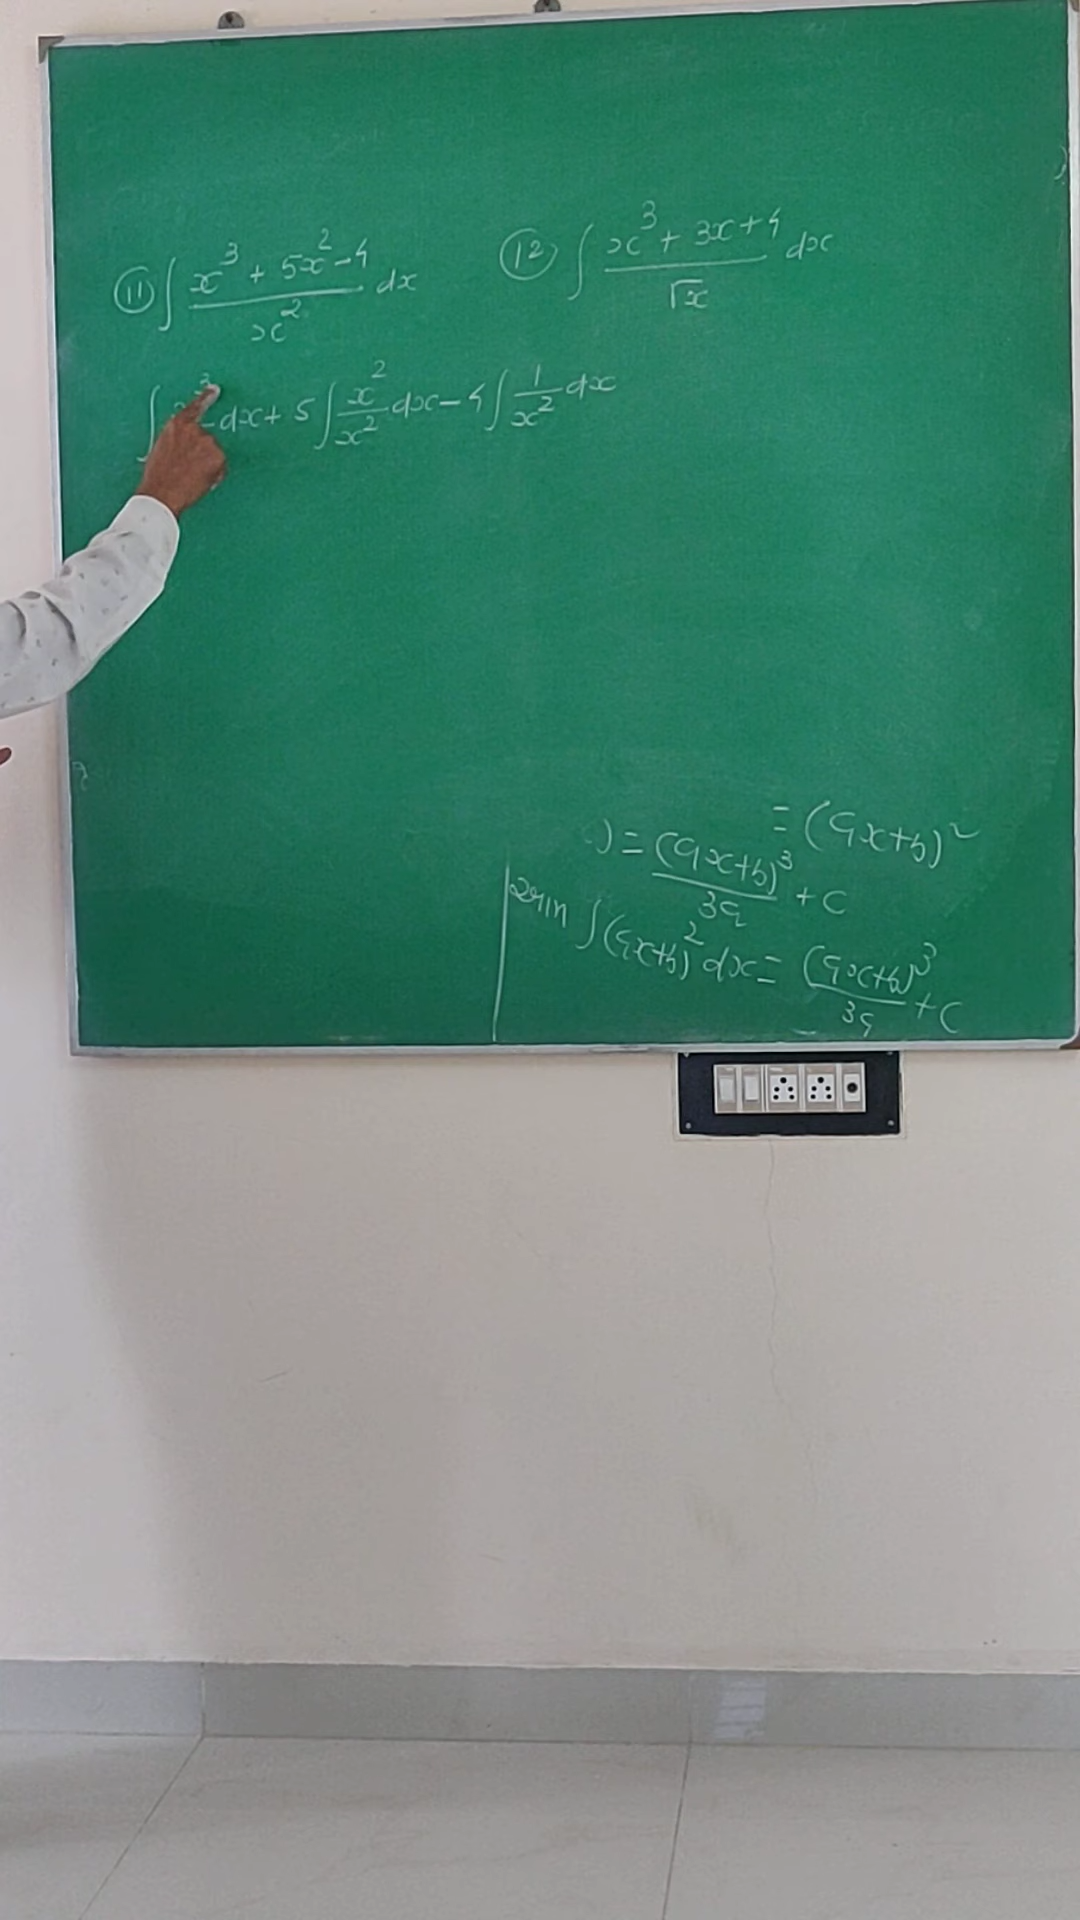 ⑪ ∫ (x³ + 5x² - 4)/x² dx
⑫ ∫ (x³ + 3x + 4)/√x dx
∫ dx + 5 ∫ x²/x² dx - 4 ∫ 1/x² dx
= (ax+b)²
) = (ax+b)³/3a + C
∫ (ax+b)² dx = (ax+b)³/3a + C